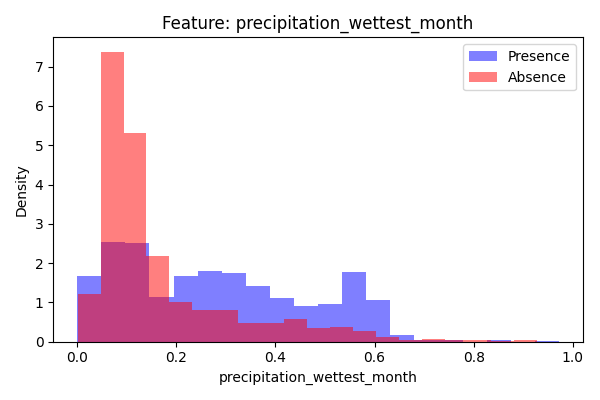 Feature: precipitation_wettest_month
Presence
Absence
Density
7
6
5
4
3
2
1
0
0.0 0.2 0.4 0.6 0.8 1.0
precipitation_wettest_month